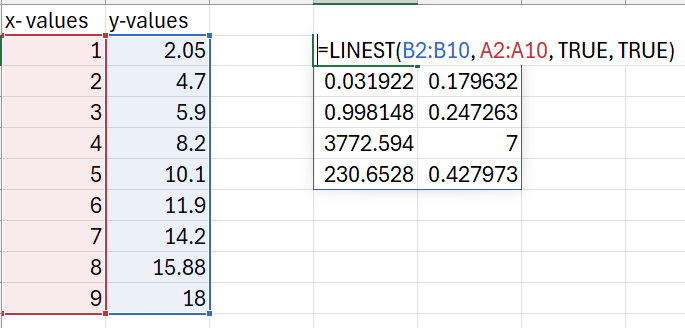 x- values y-values
1 2.05 =LINEST(B2:B10, A2:A10, TRUE, TRUE)
2 4.7 0.031922 0.179632
3 5.9 0.998148 0.247263
4 8.2 3772.594 7
5 10.1 230.6528 0.427973
6 11.9
7 14.2
8 15.88
9 18